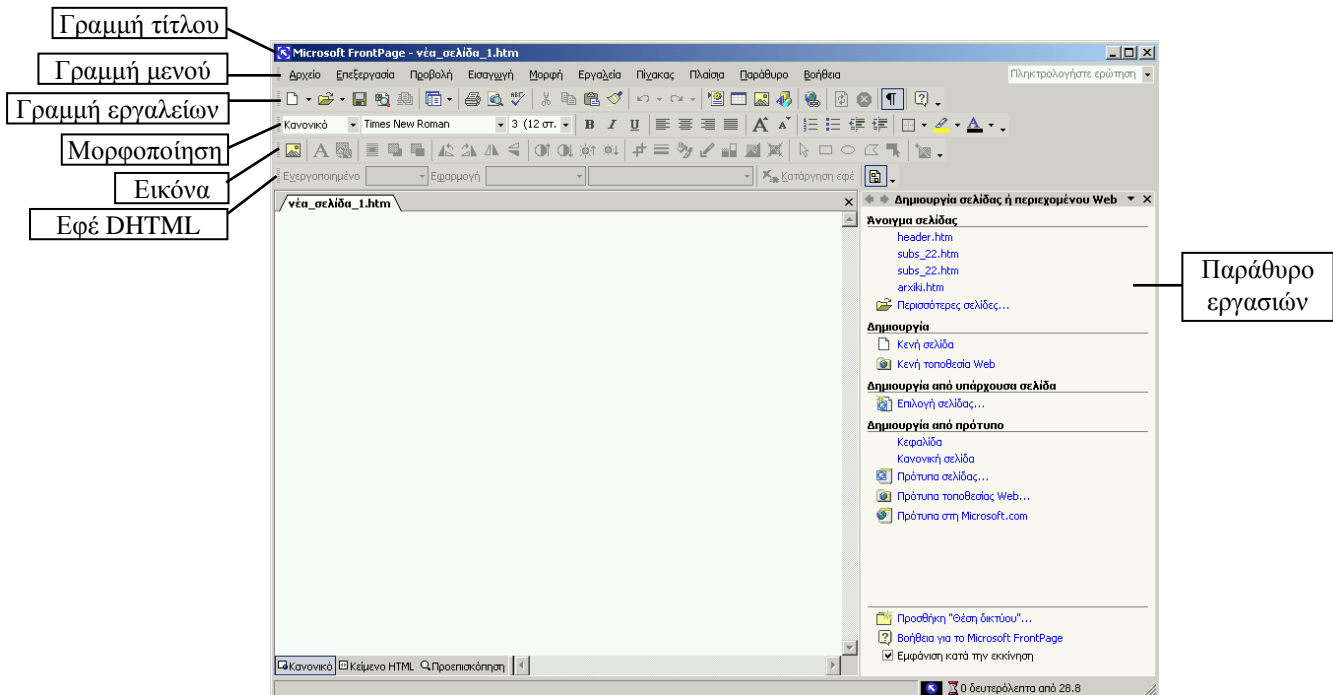 Γραμμή τίτλου
Γραμμή μενού
Γραμμή εργαλείων
Μορφοποίηση
Εικόνα
Εφέ DHTML
Microsoft FrontPage - νέα_σελίδα_1.htm
Αρχείο Επεξεργασία Προβολή Εισαγωγή Μορφή Εργαλεία Πίνακας Πλαίσια Παράθυρο Βοήθεια Πληκτρολογήστε ερώτηση
Κανονικό Times New Roman 3 (12 στ. B I U A A A
Ενεργοποιημένο Εφαρμογή Κατάργηση εφέ
νέα_σελίδα_1.htm
Δημιουργία σελίδας ή περιεχομένου Web
Άνοιγμα σελίδας
header.htm
subs_22.htm
subs_22.htm
arxiki.htm
Περισσότερες σελίδες...
Δημιουργία
Κενή σελίδα
Κενή τοποθεσία Web
Δημιουργία από υπάρχουσα σελίδα
Επιλογή σελίδας...
Δημιουργία από πρότυπο
Κεφαλίδα
Κανονική σελίδα
Πρότυπα σελίδας...
Πρότυπα τοποθεσίας Web...
Πρότυπα στη Microsoft.com
Προσθήκη "Θέση δικτύου"...
Βοήθεια για το Microsoft FrontPage
Εμφάνιση κατά την εκκίνηση
Κανονικό Κείμενο HTML Προεπισκόπηση
0 δευτερόλεπτα από 28.8
Παράθυρο
εργασιών